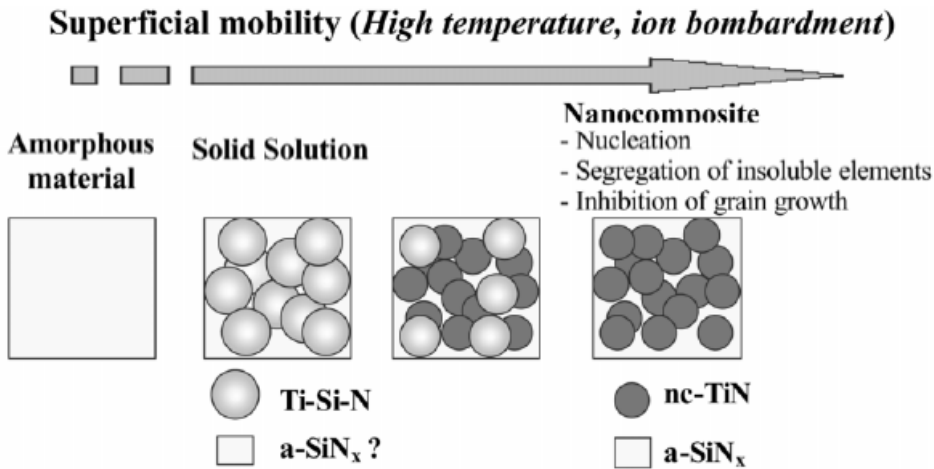 Superficial mobility (High temperature, ion bombardment)
Amorphous
material
Solid Solution
Nanocomposite
- Nucleation
- Segregation of insoluble elements
- Inhibition of grain growth
Ti-Si-N
a-SiNₓ ?
nc-TiN
a-SiNₓ